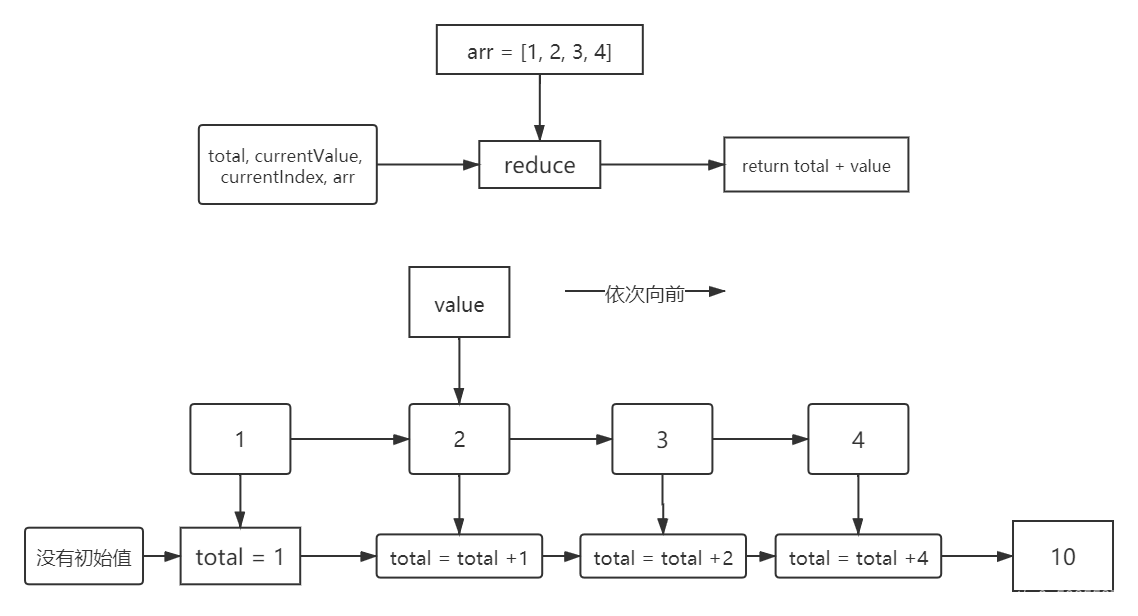 arr = [1, 2, 3, 4]
total, currentValue,
currentIndex, arr
reduce
return total + value
value
依次向前
1
2
3
4
没有初始值
total = 1
total = total +1
total = total +2
total = total +4
10